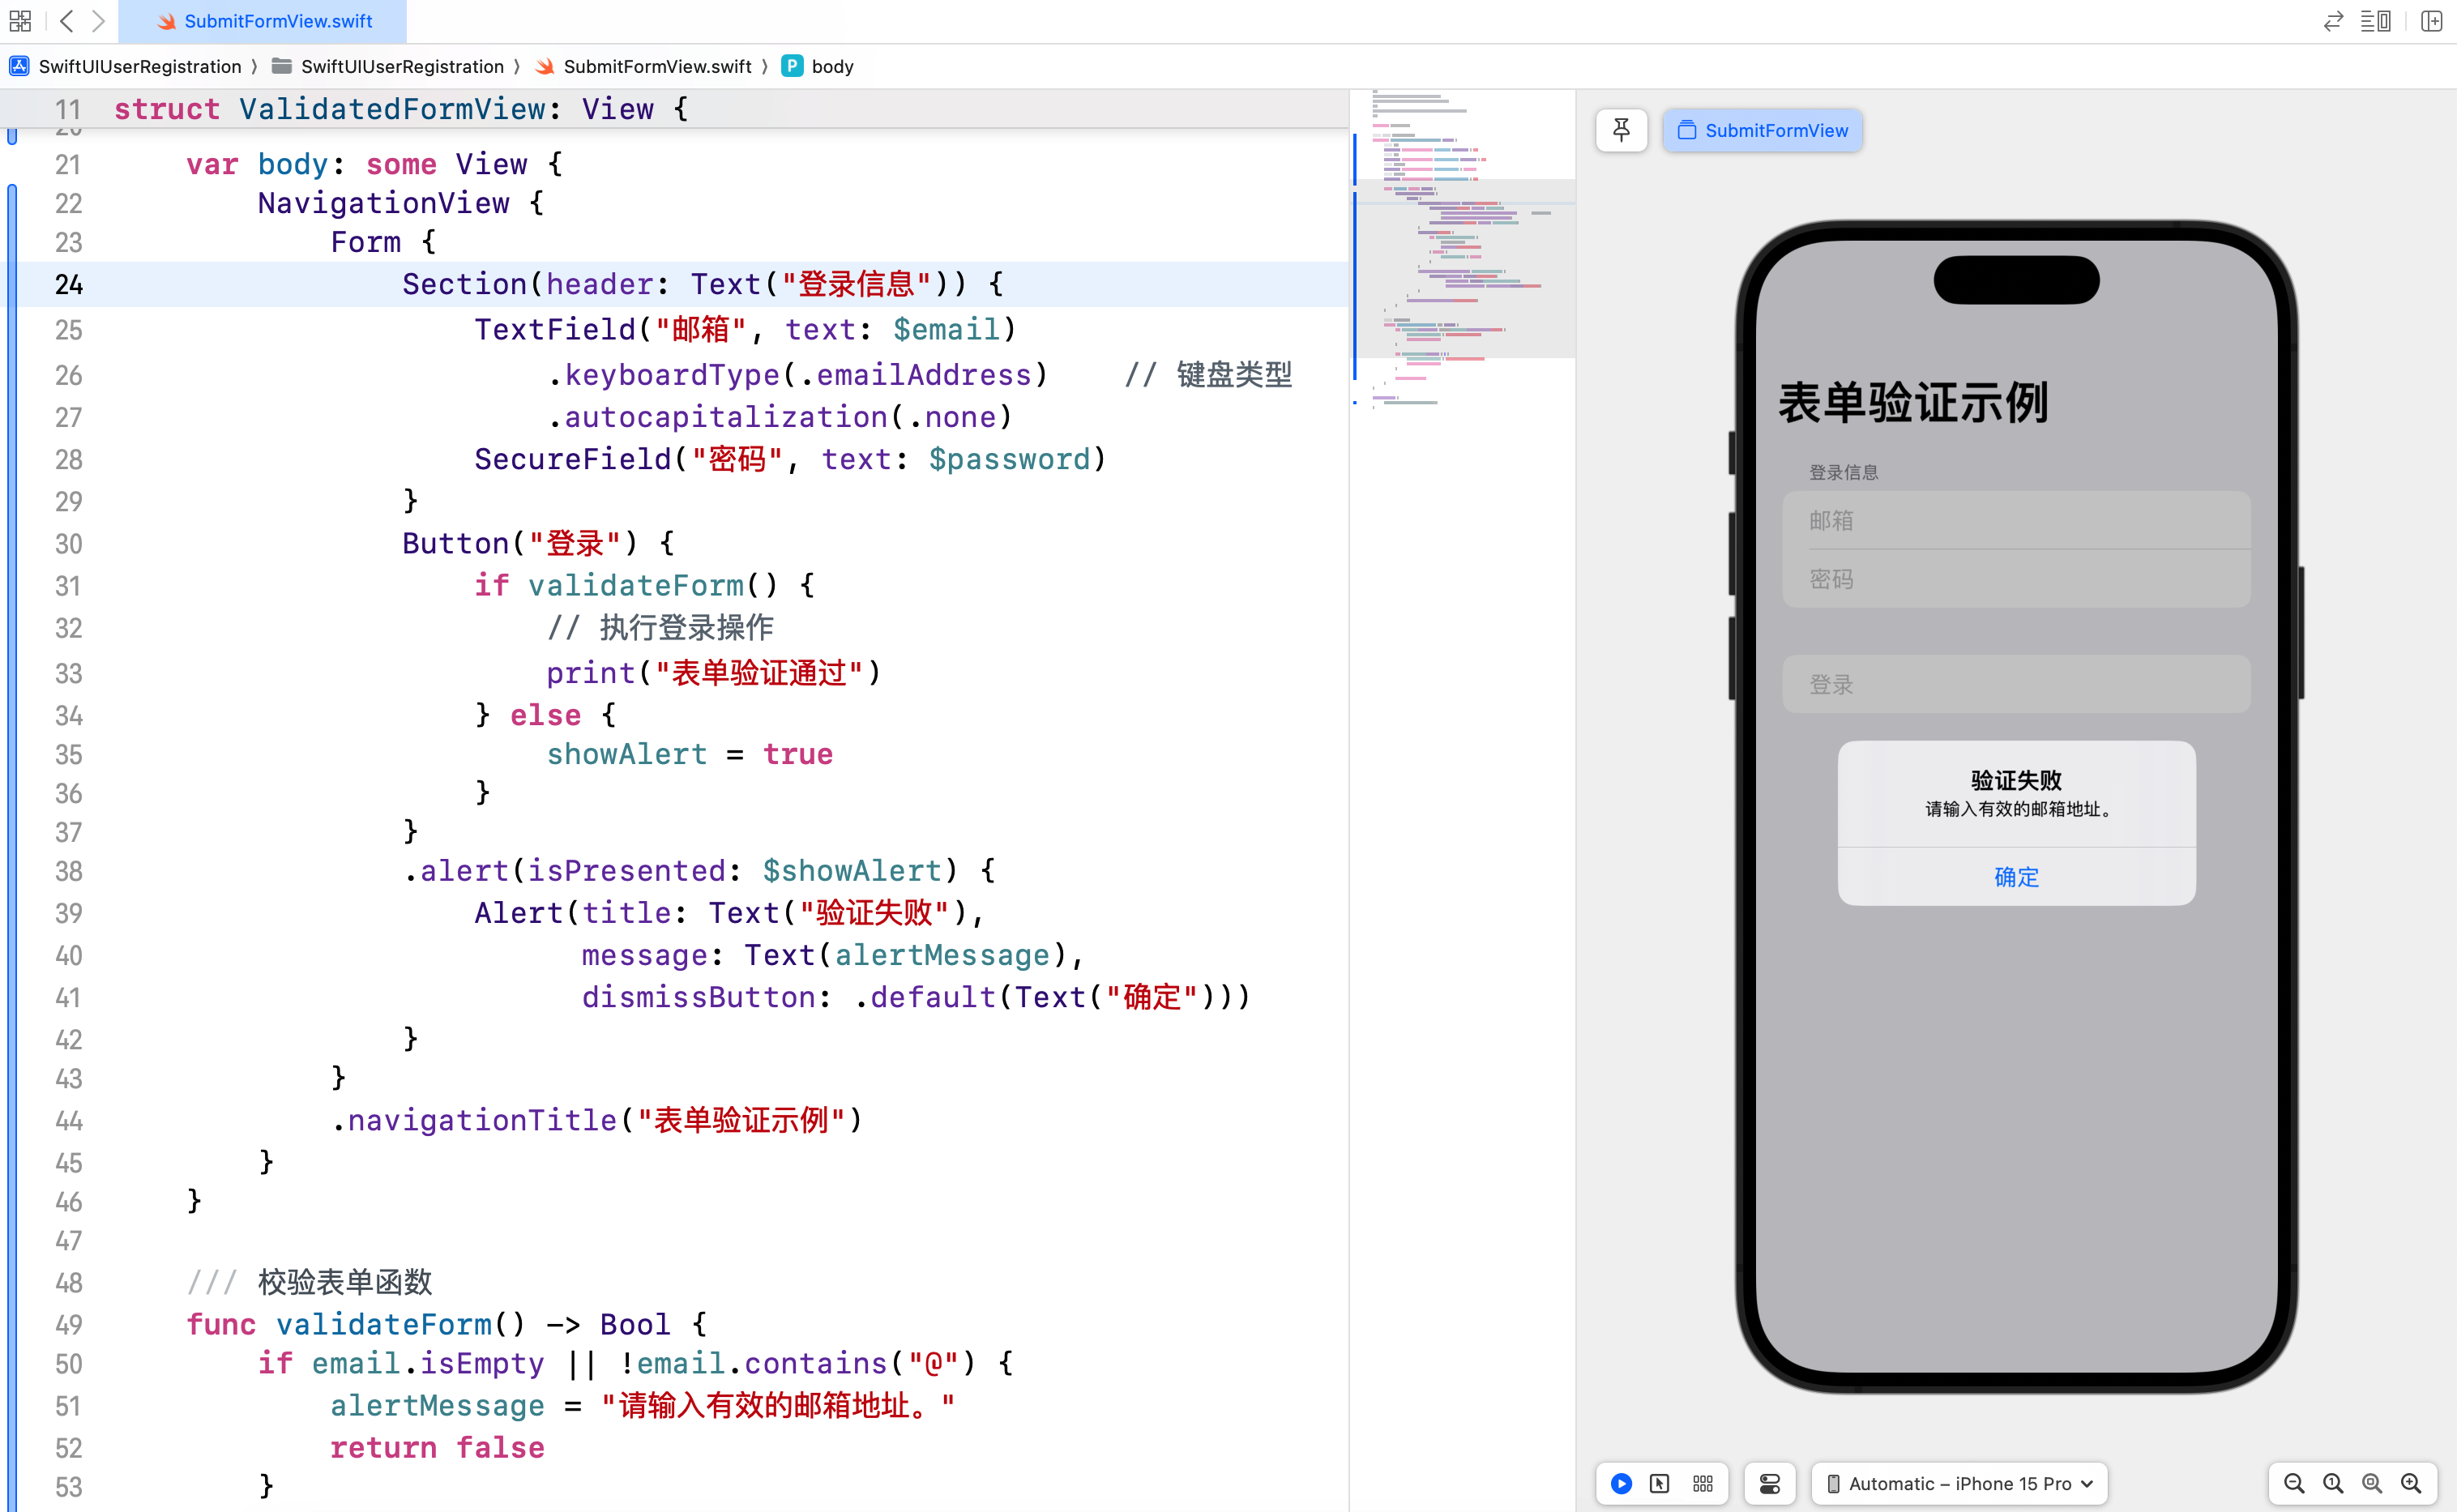 SubmitFormView.swift
SwiftUIUserRegistration 〉 SwiftUIUserRegistration 〉 SubmitFormView.swift 〉 P body
11 struct ValidatedFormView: View {
21 var body: some View {
22 NavigationView {
23 Form {
24 Section(header: Text("登录信息")) {
25 TextField("邮箱", text: $email)
26 .keyboardType(.emailAddress) // 键盘类型
27 .autocapitalization(.none)
28 SecureField("密码", text: $password)
29 }
30 Button("登录") {
31 if validateForm() {
32 // 执行登录操作
33 print("表单验证通过")
34 } else {
35 showAlert = true
36 }
37 }
38 .alert(isPresented: $showAlert) {
39 Alert(title: Text("验证失败"),
40 message: Text(alertMessage),
41 dismissButton: .default(Text("确定")))
42 }
43 }
44 .navigationTitle("表单验证示例")
45 }
46 }
47
48 /// 校验表单函数
49 func validateForm() -> Bool {
50 if email.isEmpty || !email.contains("@") {
51 alertMessage = "请输入有效的邮箱地址。"
52 return false
53 }
SubmitFormView
表单验证示例
登录信息
邮箱
密码
登录
验证失败
请输入有效的邮箱地址。
确定
Automatic – iPhone 15 Pro